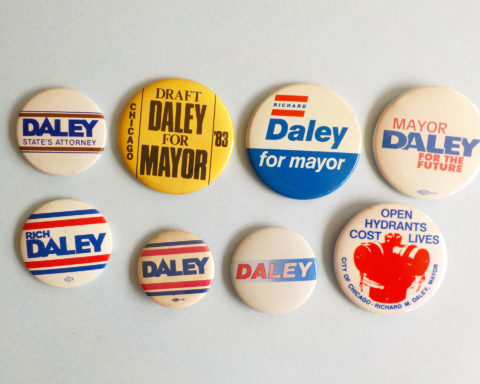 DALEY
STATE'S ATTORNEY
CHICAGO
DRAFT
DALEY
FOR
MAYOR
'83
RICHARD
Daley
for mayor
MAYOR
DALEY
FOR THE
FUTURE
RICH
DALEY
DALEY
DALEY
OPEN
HYDRANTS
COST LIVES
CITY OF CHICAGO - RICHARD M. DALEY, MAYOR